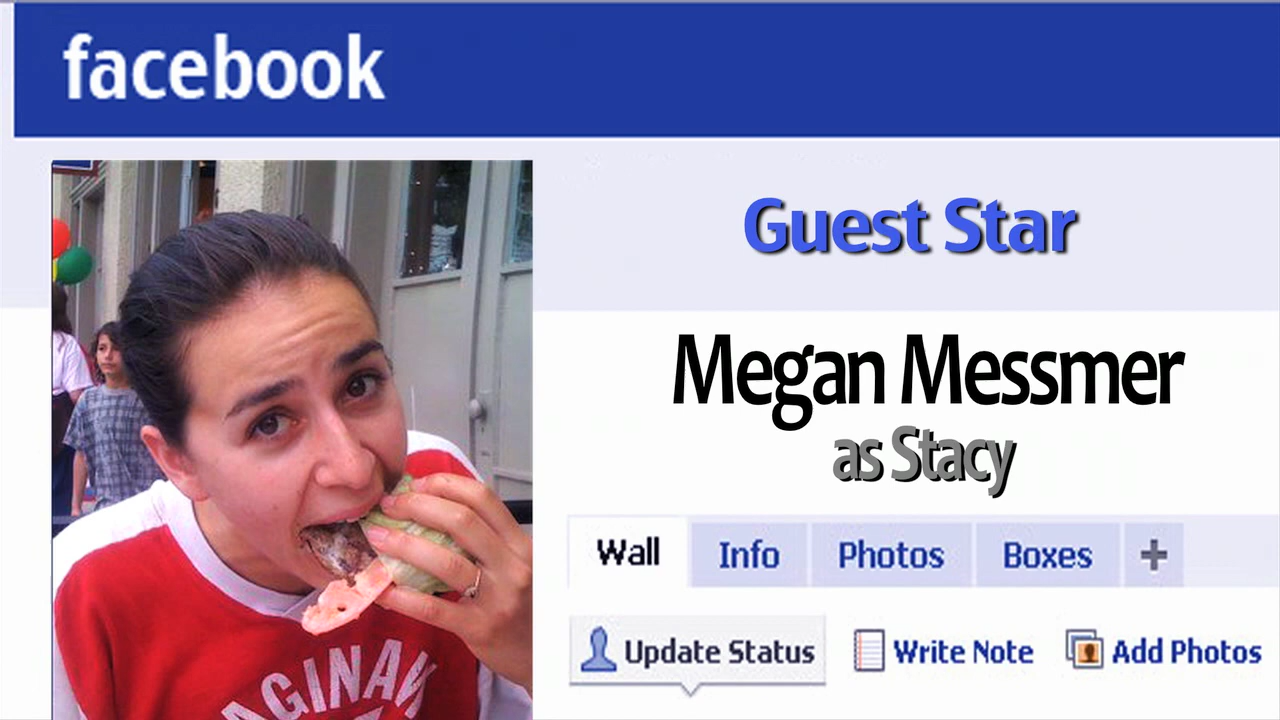 facebook
Guest Star
Megan Messmer
as Stacy
Wall Info Photos Boxes +
Update Status Write Note Add Photos